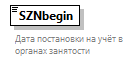 SZNbegin
Дата постановки на учёт в
органах занятости